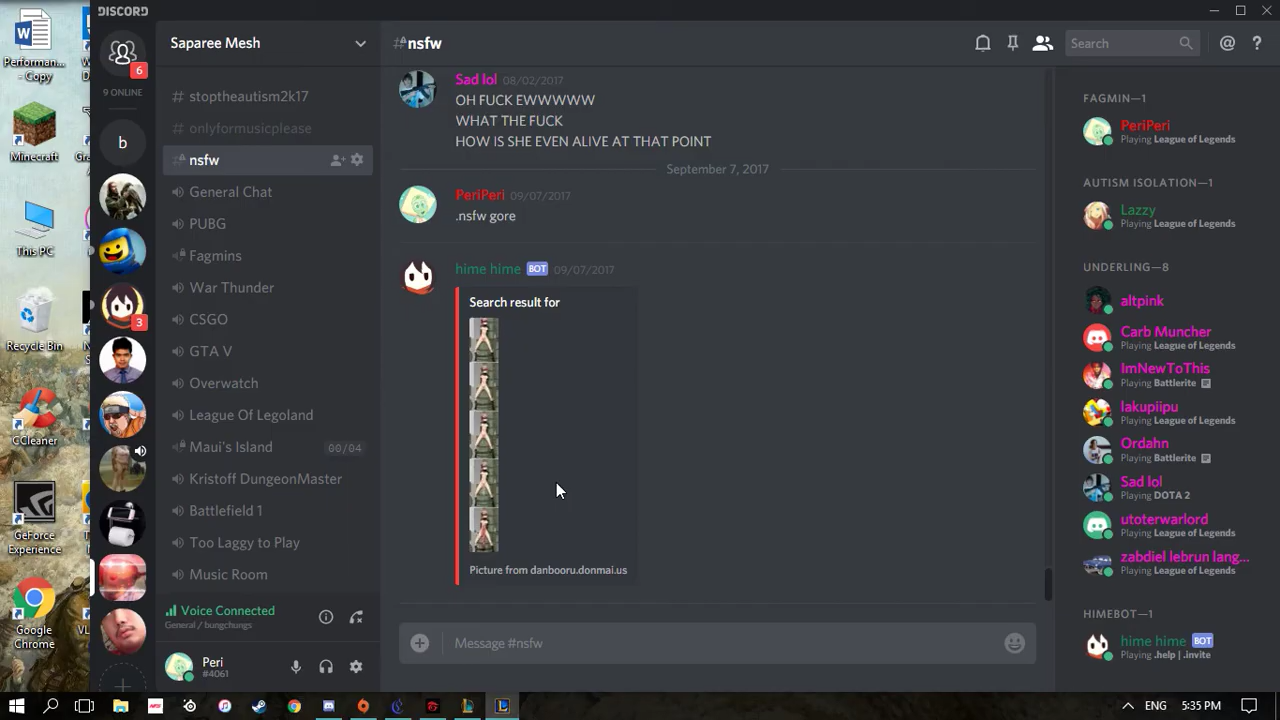 DISCORD
Performan...
- Copy
Minecraft
This PC
Recycle Bin
CCleaner
GeForce
Experience
Google
Chrome
6
9 ONLINE
b
3
Saparee Mesh
# stoptheautism2k17
# onlyformusicplease
nsfw
General Chat
PUBG
Fagmins
War Thunder
CSGO
GTA V
Overwatch
League Of Legoland
Maui's Island 00/04
Kristoff DungeonMaster
Battlefield 1
Too Laggy to Play
Music Room
Voice Connected
General / bungchungs
Peri
#4061
#nsfw
Search
Sad lol 08/02/2017
OH FUCK EWWWWW
WHAT THE FUCK
HOW IS SHE EVEN ALIVE AT THAT POINT
September 7, 2017
PeriPeri 09/07/2017
.nsfw gore
hime hime BOT 09/07/2017
Search result for
Picture from danbooru.donmai.us
Message #nsfw
FAGMIN—1
PeriPeri
Playing League of Legends
AUTISM ISOLATION—1
Lazzy
Playing League of Legends
UNDERLING—8
altpink
Carb Muncher
Playing League of Legends
ImNewToThis
Playing Battlerite
lakupiipu
Playing League of Legends
Ordahn
Playing Battlerite
Sad lol
Playing DOTA 2
utoterwarlord
Playing League of Legends
zabdiel lebrun lang...
Playing League of Legends
HIMEBOT—1
hime hime BOT
Playing .help | .invite
ENG 5:35 PM